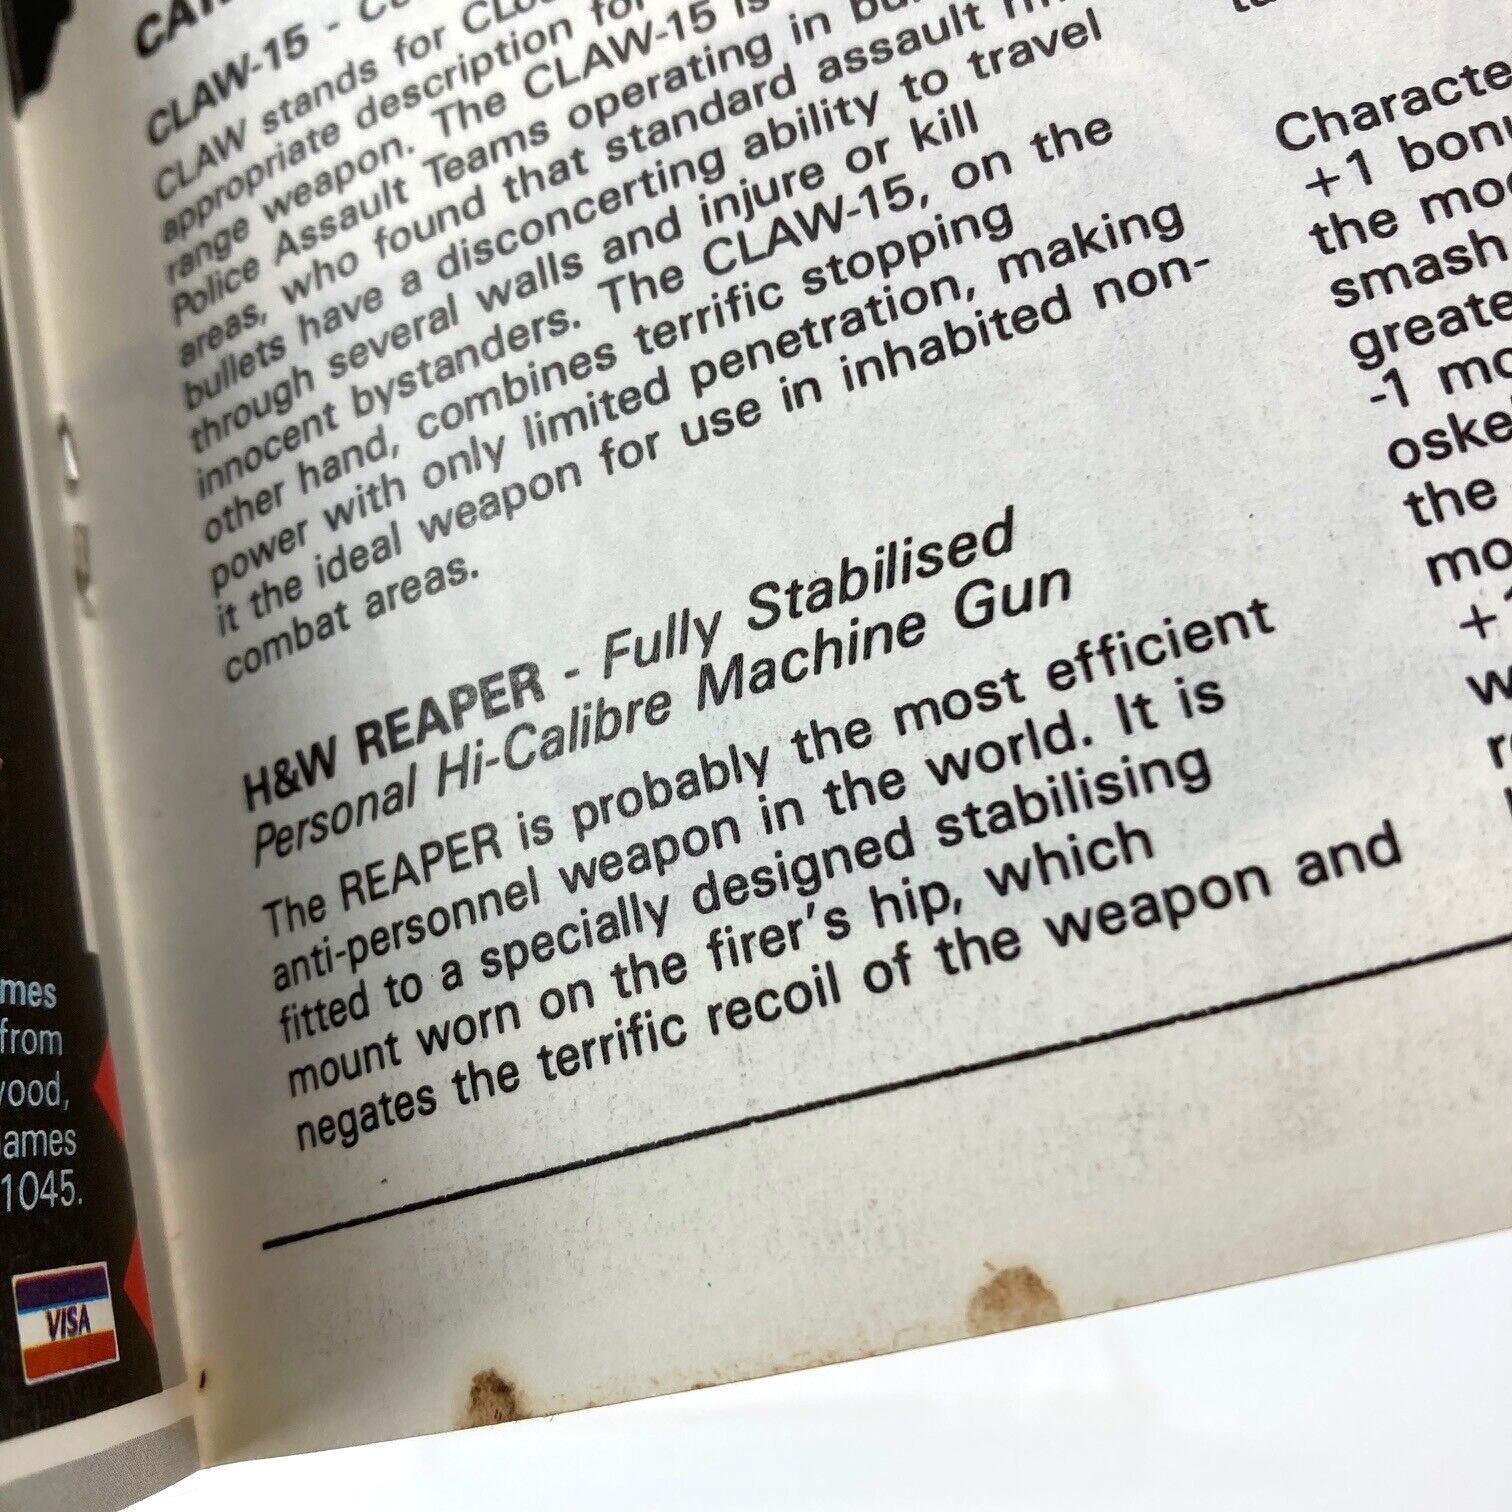 CLAW-15 -
CLAW stands for
appropriate description for
range weapon. The CLAW-15 is
Police Assault Teams operating in
areas, who found that standard assault
bullets have a disconcerting ability to travel
through several walls and injure or kill
innocent bystanders. The CLAW-15, on the
other hand, combines terrific stopping
power with only limited penetration, making
it the ideal weapon for use in inhabited non-
combat areas.
H&W REAPER - Fully Stabilised
Personal Hi-Calibre Machine Gun
The REAPER is probably the most efficient
anti-personnel weapon in the world. It is
fitted to a specially designed stabilising
mount worn on the firer's hip, which
negates the terrific recoil of the weapon and
Characte
+1 bon
the mo
smash
greate
-1 mo
oske
the
mo
+1
mes
from
wood,
ames
1045.
VISA